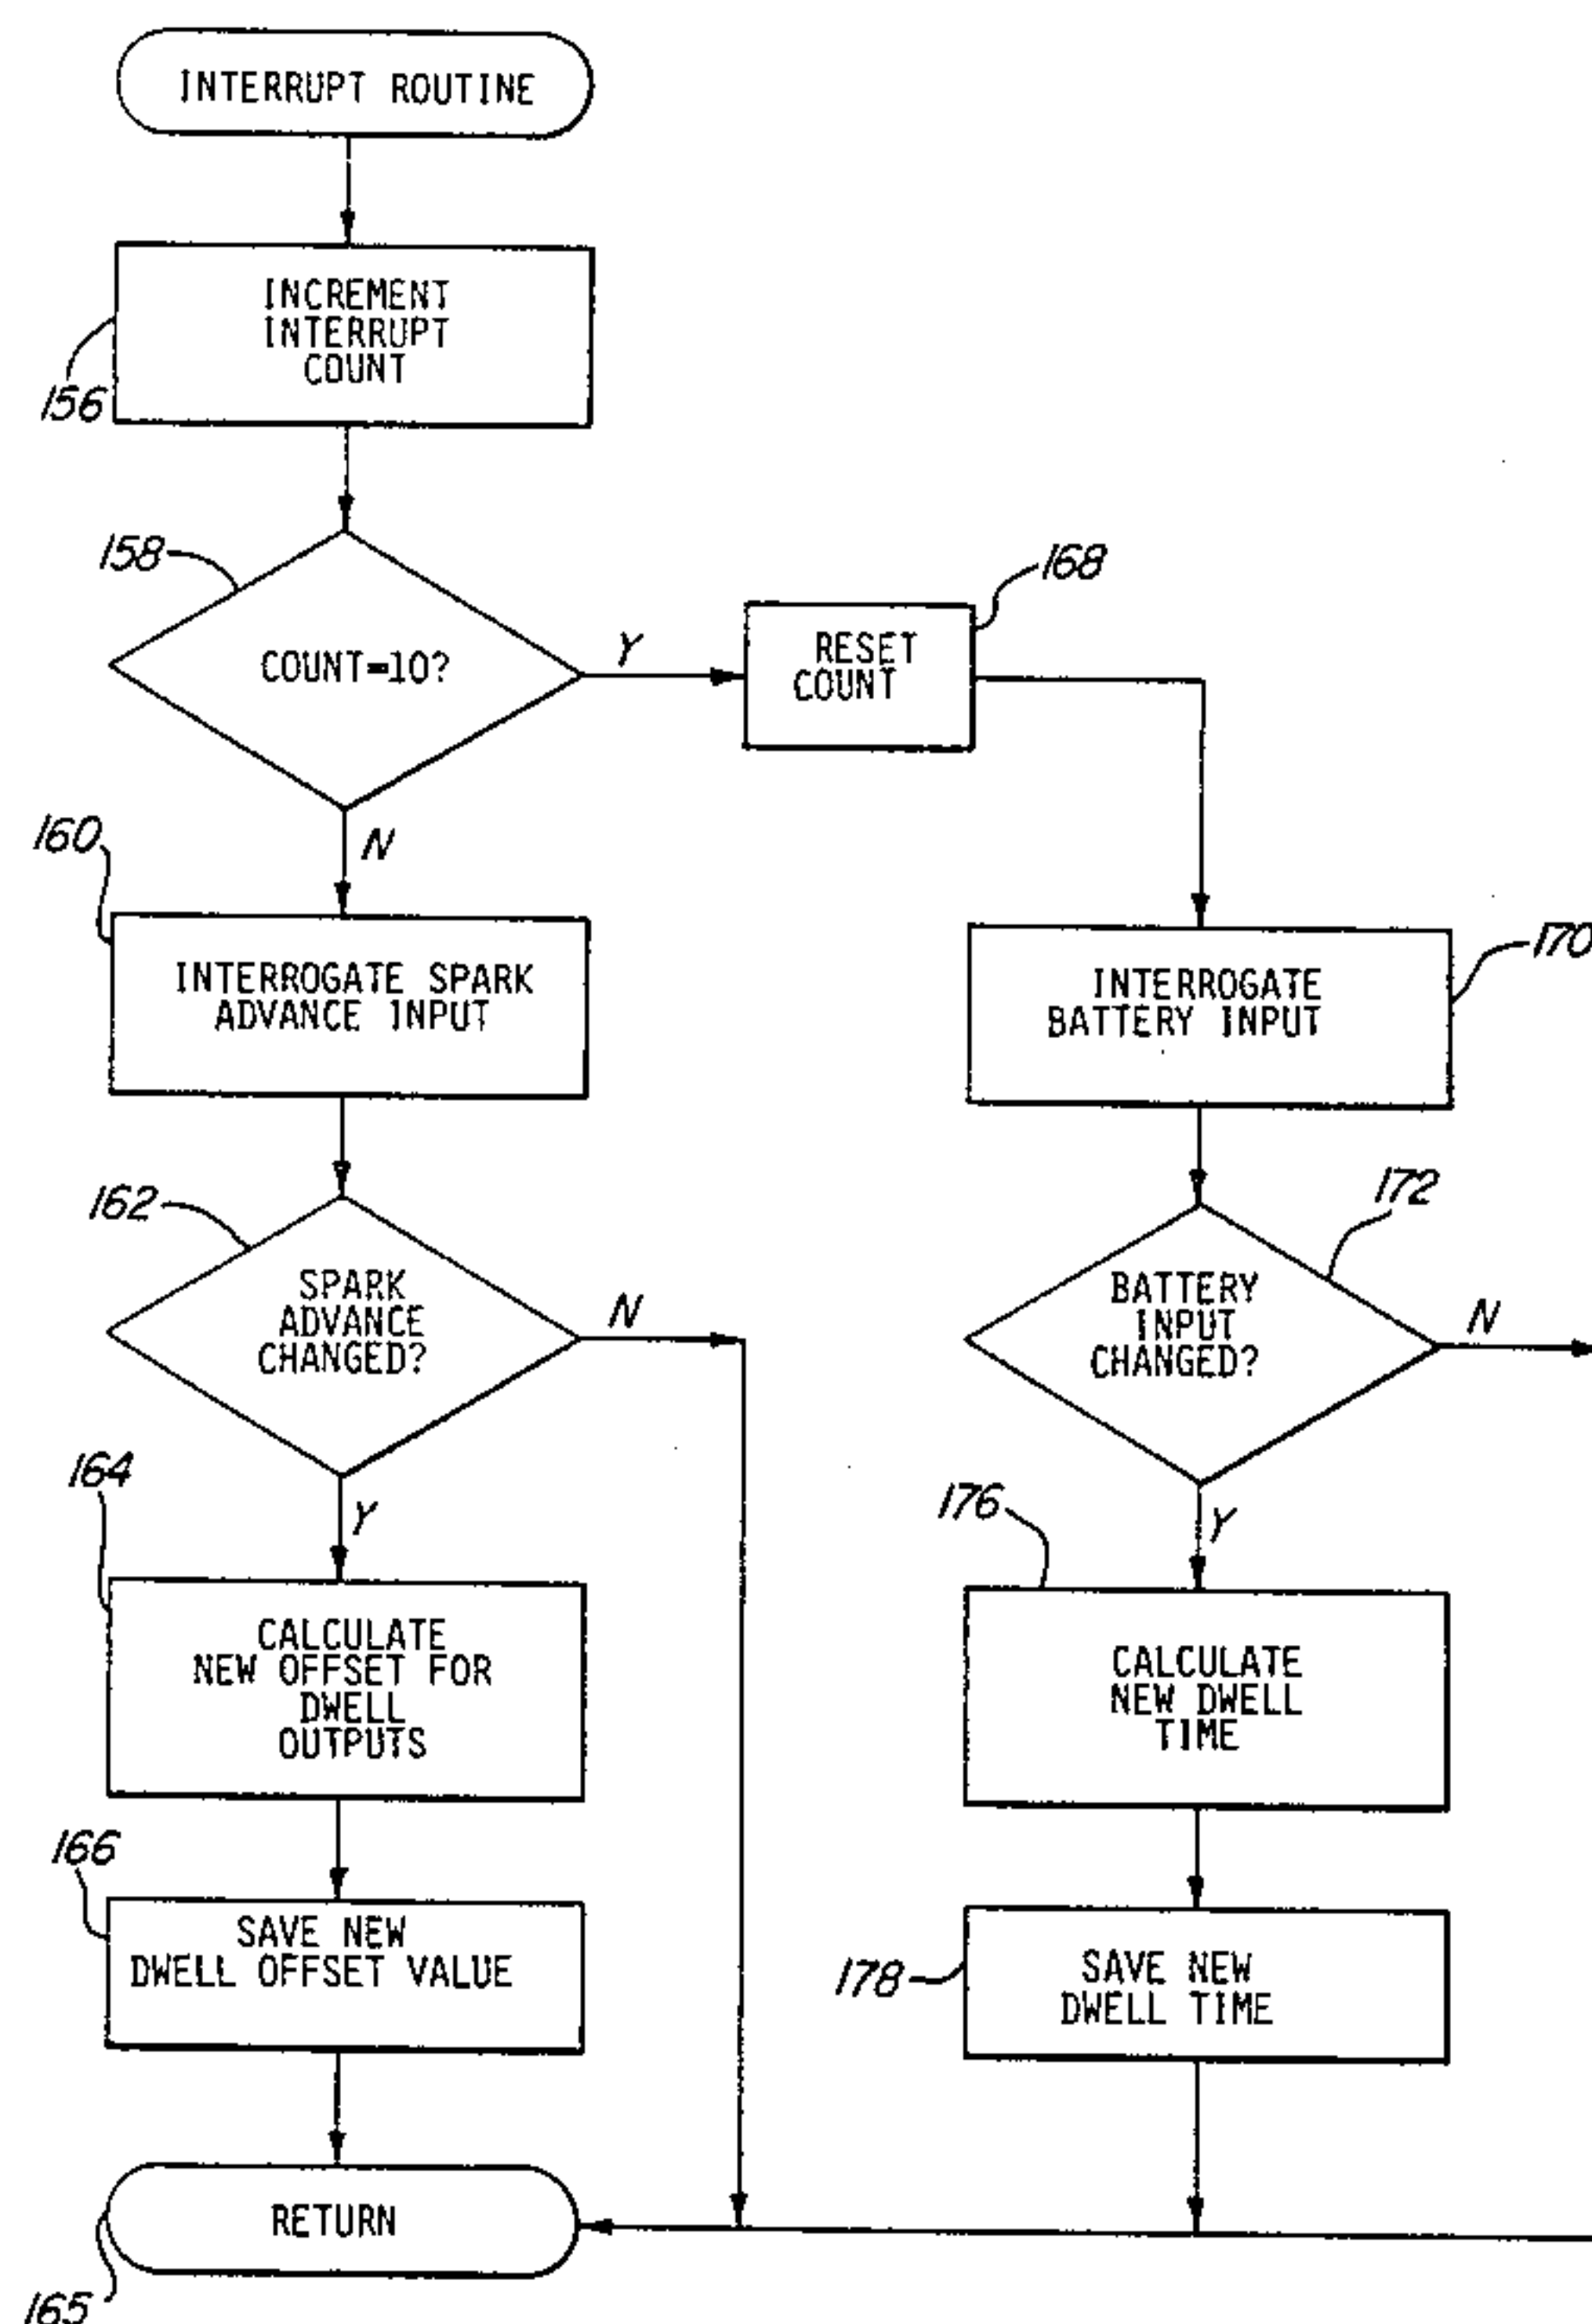 INTERRUPT ROUTINE
INCREMENT
INTERRUPT
COUNT
156
158
COUNT=10?
Y
168
RESET
COUNT
N
160
INTERROGATE SPARK
ADVANCE INPUT
170
INTERROGATE
BATTERY INPUT
162
SPARK
ADVANCE
CHANGED?
N
172
BATTERY
INPUT
CHANGED?
N
164
Y
CALCULATE
NEW OFFSET FOR
DWELL
OUTPUTS
176
Y
CALCULATE
NEW DWELL
TIME
166
SAVE NEW
DWELL OFFSET VALUE
178
SAVE NEW
DWELL TIME
RETURN
165